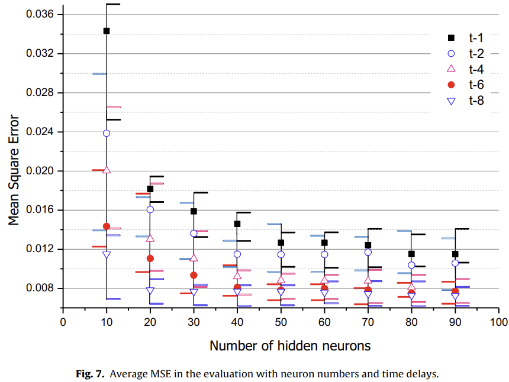 0.036
0.032
0.028
0.024
0.020
0.016
0.012
0.008
Mean Square Error
t-1
t-2
t-4
t-6
t-8
0 10 20 30 40 50 60 70 80 90 100
Number of hidden neurons
Fig. 7. Average MSE in the evaluation with neuron numbers and time delays.